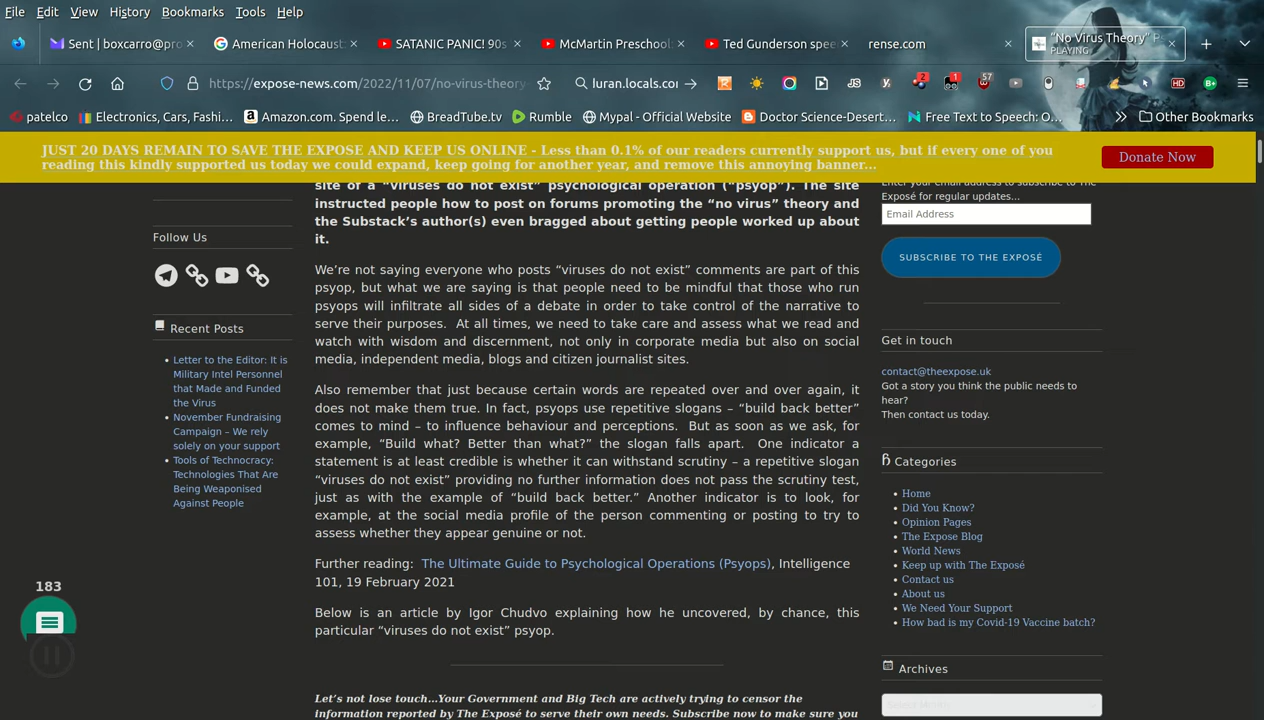 File Edit View History Bookmarks Tools Help
Sent | boxcarro@pro
American Holocaust:
SATANIC PANIC! 90s
McMartin Preschool:
Ted Gunderson spee
rense.com
"No Virus Theory" Ps
PLAYING
https://expose-news.com/2022/11/07/no-virus-theory
luran.locals.co
JS
2
1
57
HD
B+
patelco
Electronics, Cars, Fashi...
Amazon.com. Spend le...
BreadTube.tv
Rumble
Mypal - Official Website
Doctor Science-Desert...
Free Text to Speech: O...
Other Bookmarks
JUST 20 DAYS REMAIN TO SAVE THE EXPOSE AND KEEP US ONLINE - Less than 0.1% of our readers currently support us, but if every one of you
reading this kindly supported us today we could expand, keep going for another year, and remove this annoying banner...
Donate Now
Follow Us
Recent Posts
Letter to the Editor: It is
Military Intel Personnel
that Made and Funded
the Virus
November Fundraising
Campaign – We rely
solely on your support
Tools of Technocracy:
Technologies That Are
Being Weaponised
Against People
183
site of a “viruses do not exist” psychological operation (“psyop”). The site
instructed people how to post on forums promoting the “no virus” theory and
the Substack’s author(s) even bragged about getting people worked up about
it.
We’re not saying everyone who posts “viruses do not exist” comments are part of this
psyop, but what we are saying is that people need to be mindful that those who run
psyops will infiltrate all sides of a debate in order to take control of the narrative to
serve their purposes. At all times, we need to take care and assess what we read and
watch with wisdom and discernment, not only in corporate media but also on social
media, independent media, blogs and citizen journalist sites.
Also remember that just because certain words are repeated over and over again, it
does not make them true. In fact, psyops use repetitive slogans – “build back better”
comes to mind – to influence behaviour and perceptions. But as soon as we ask, for
example, “Build what? Better than what?” the slogan falls apart. One indicator a
statement is at least credible is whether it can withstand scrutiny – a repetitive slogan
“viruses do not exist” providing no further information does not pass the scrutiny test,
just as with the example of “build back better.” Another indicator is to look, for
example, at the social media profile of the person commenting or posting to try to
assess whether they appear genuine or not.
Further reading: The Ultimate Guide to Psychological Operations (Psyops), Intelligence
101, 19 February 2021
Below is an article by Igor Chudvo explaining how he uncovered, by chance, this
particular “viruses do not exist” psyop.
Let’s not lose touch…Your Government and Big Tech are actively trying to censor the
information reported by The Exposé to serve their own needs. Subscribe now to make sure you
Enter your email address to subscribe to The
Exposé for regular updates…
Email Address
SUBSCRIBE TO THE EXPOSÉ
Get in touch
contact@theexpose.uk
Got a story you think the public needs to
hear?
Then contact us today.
Categories
Home
Did You Know?
Opinion Pages
The Expose Blog
World News
Keep up with The Exposé
Contact us
About us
We Need Your Support
How bad is my Covid-19 Vaccine batch?
Archives
Select Month